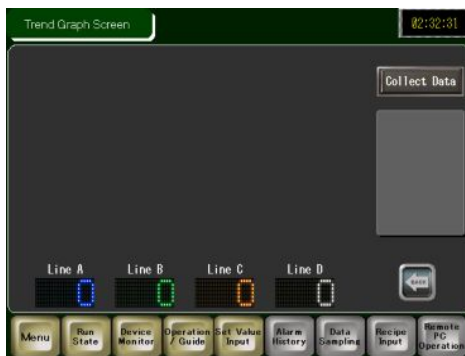 Trend Graph Screen
02:32:31
Collect Data
Line A
Line B
Line C
Line D
0
0
0
0
BACK
Menu
Run State
Device Monitor
Operation / Guide
Set Value Input
Alarm History
Data Sampling
Recipe Input
Remote PC Operation